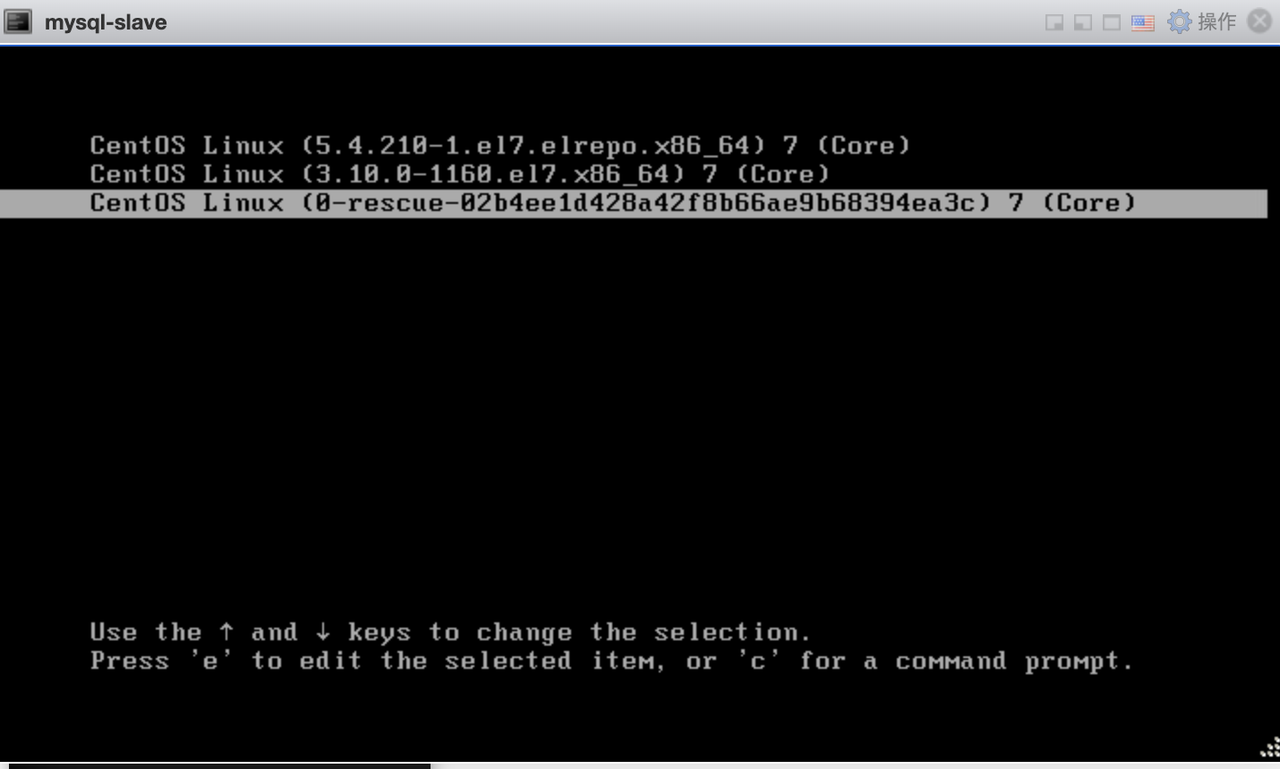 mysql-slave 操作
CentOS Linux (5.4.210-1.el7.elrepo.x86_64) 7 (Core)
CentOS Linux (3.10.0-1160.el7.x86_64) 7 (Core)
CentOS Linux (0-rescue-02b4ee1d428a42f8b66ae9b68394ea3c) 7 (Core)
Use the ↑ and ↓ keys to change the selection.
Press 'e' to edit the selected item, or 'c' for a command prompt.